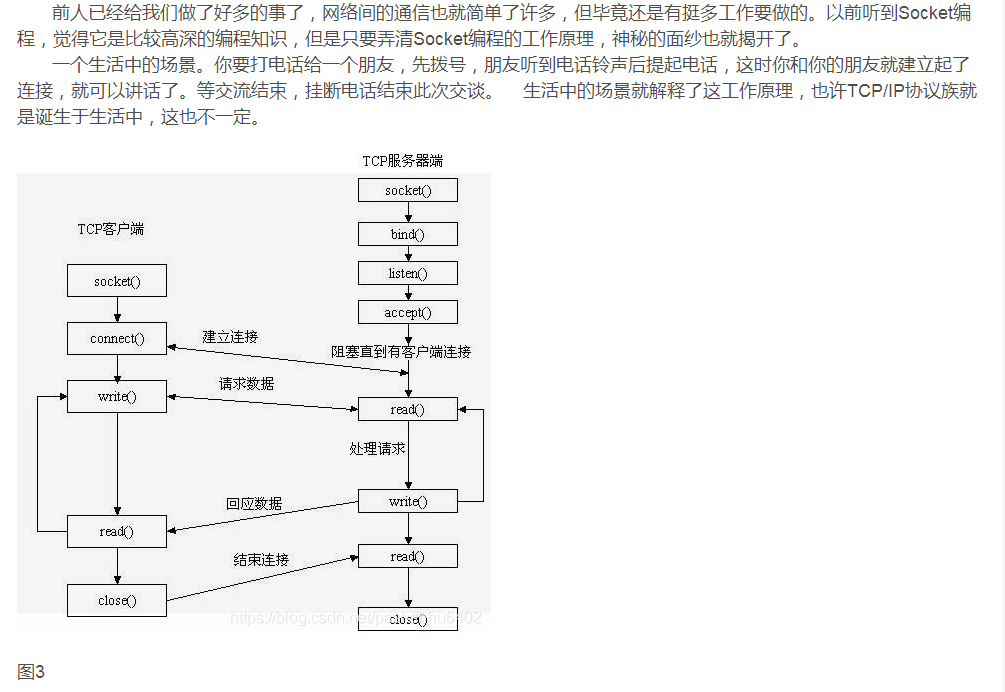 前人已经给我们做了好多的事了，网络间的通信也就简单了许多，但毕竟还是有挺多工作要做的。以前听到Socket编
程，觉得它是比较高深的编程知识，但是只要弄清Socket编程的工作原理，神秘的面纱也就揭开了。
一个生活中的场景。你要打电话给一个朋友，先拨号，朋友听到电话铃声后提起电话，这时你和你的朋友就建立起了
连接，就可以讲话了。等交流结束，挂断电话结束此次交谈。 生活中的场景就解释了这工作原理，也许TCP/IP协议族就
是诞生于生活中，这也不一定。
TCP服务器端
socket()
TCP客户端
bind()
listen()
socket()
accept()
connect()
建立连接
阻塞直到有客户端连接
请求数据
write()
read()
处理请求
回应数据
write()
read()
结束连接
read()
close()
close()
图3